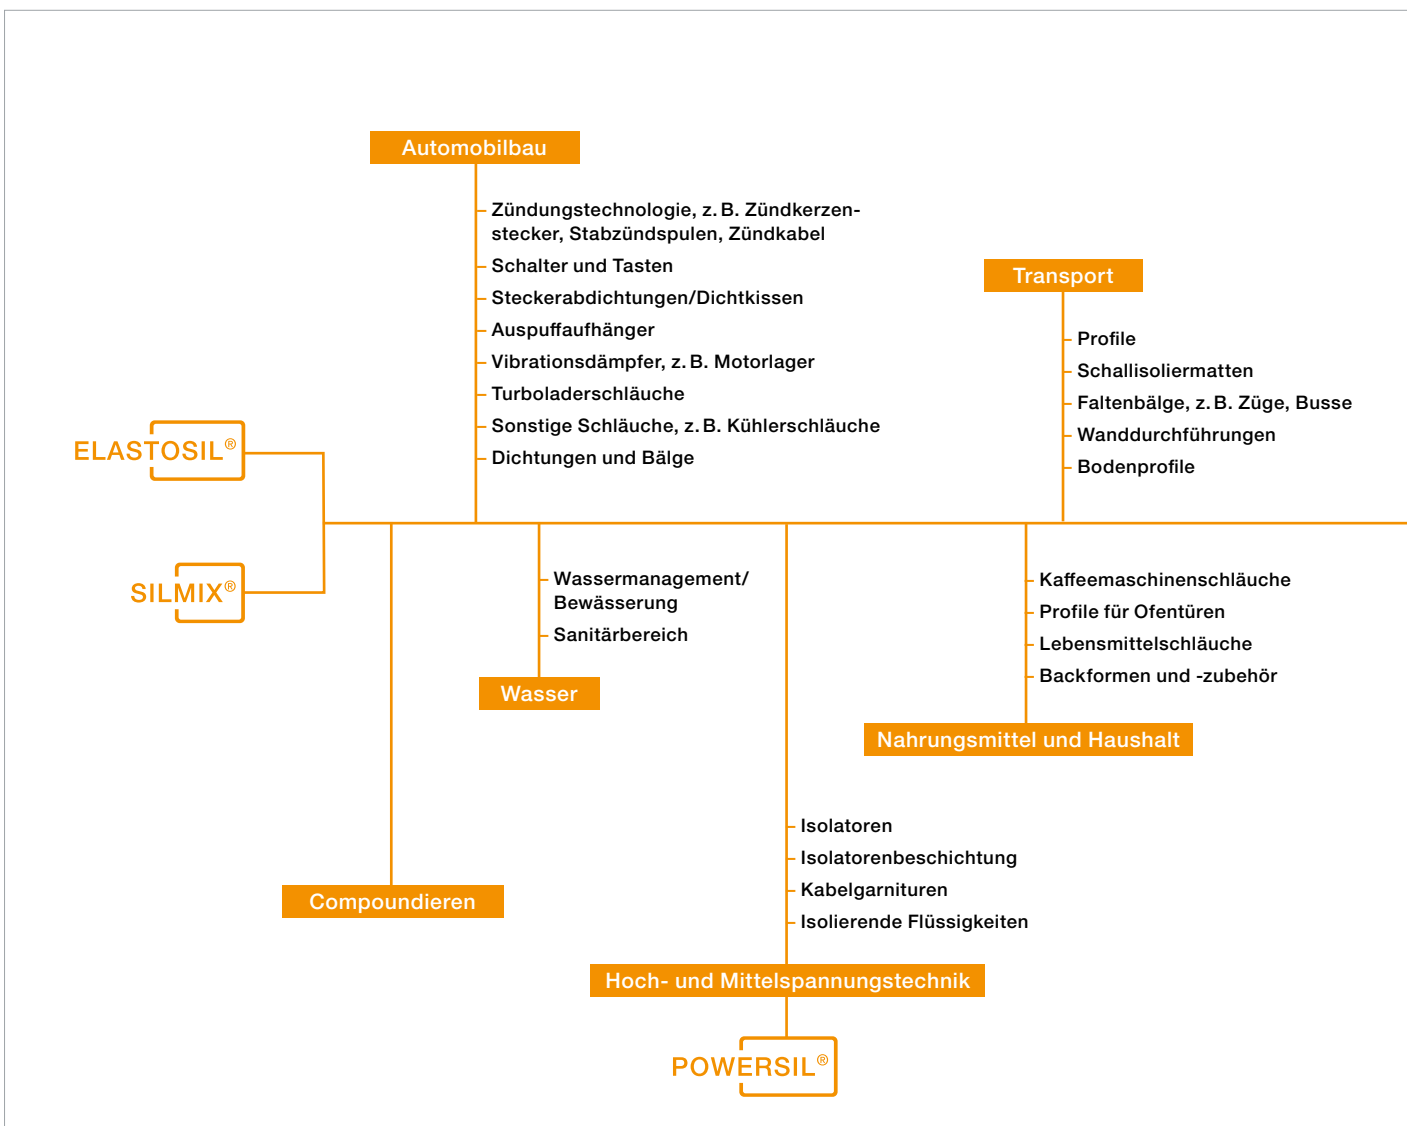 Automobilbau
Zündungstechnologie, z. B. Zündkerzen-
stecker, Stabzündspulen, Zündkabel
Schalter und Tasten
Steckerabdichtungen/Dichtkissen
Auspuffaufhänger
Vibrationsdämpfer, z. B. Motorlager
Turboladerschläuche
Sonstige Schläuche, z. B. Kühlerschläuche
Dichtungen und Bälge
Transport
Profile
Schallisoliermatten
Faltenbälge, z. B. Züge, Busse
Wanddurchführungen
Bodenprofile
ELASTOSIL®
SILMIX®
Wassermanagement/
Bewässerung
Sanitärbereich
Wasser
Kaffeemaschinenschläuche
Profile für Ofentüren
Lebensmittelschläuche
Backformen und -zubehör
Nahrungsmittel und Haushalt
Compoundieren
Isolatoren
Isolatorenbeschichtung
Kabelgarnituren
Isolierende Flüssigkeiten
Hoch- und Mittelspannungstechnik
POWERSIL®